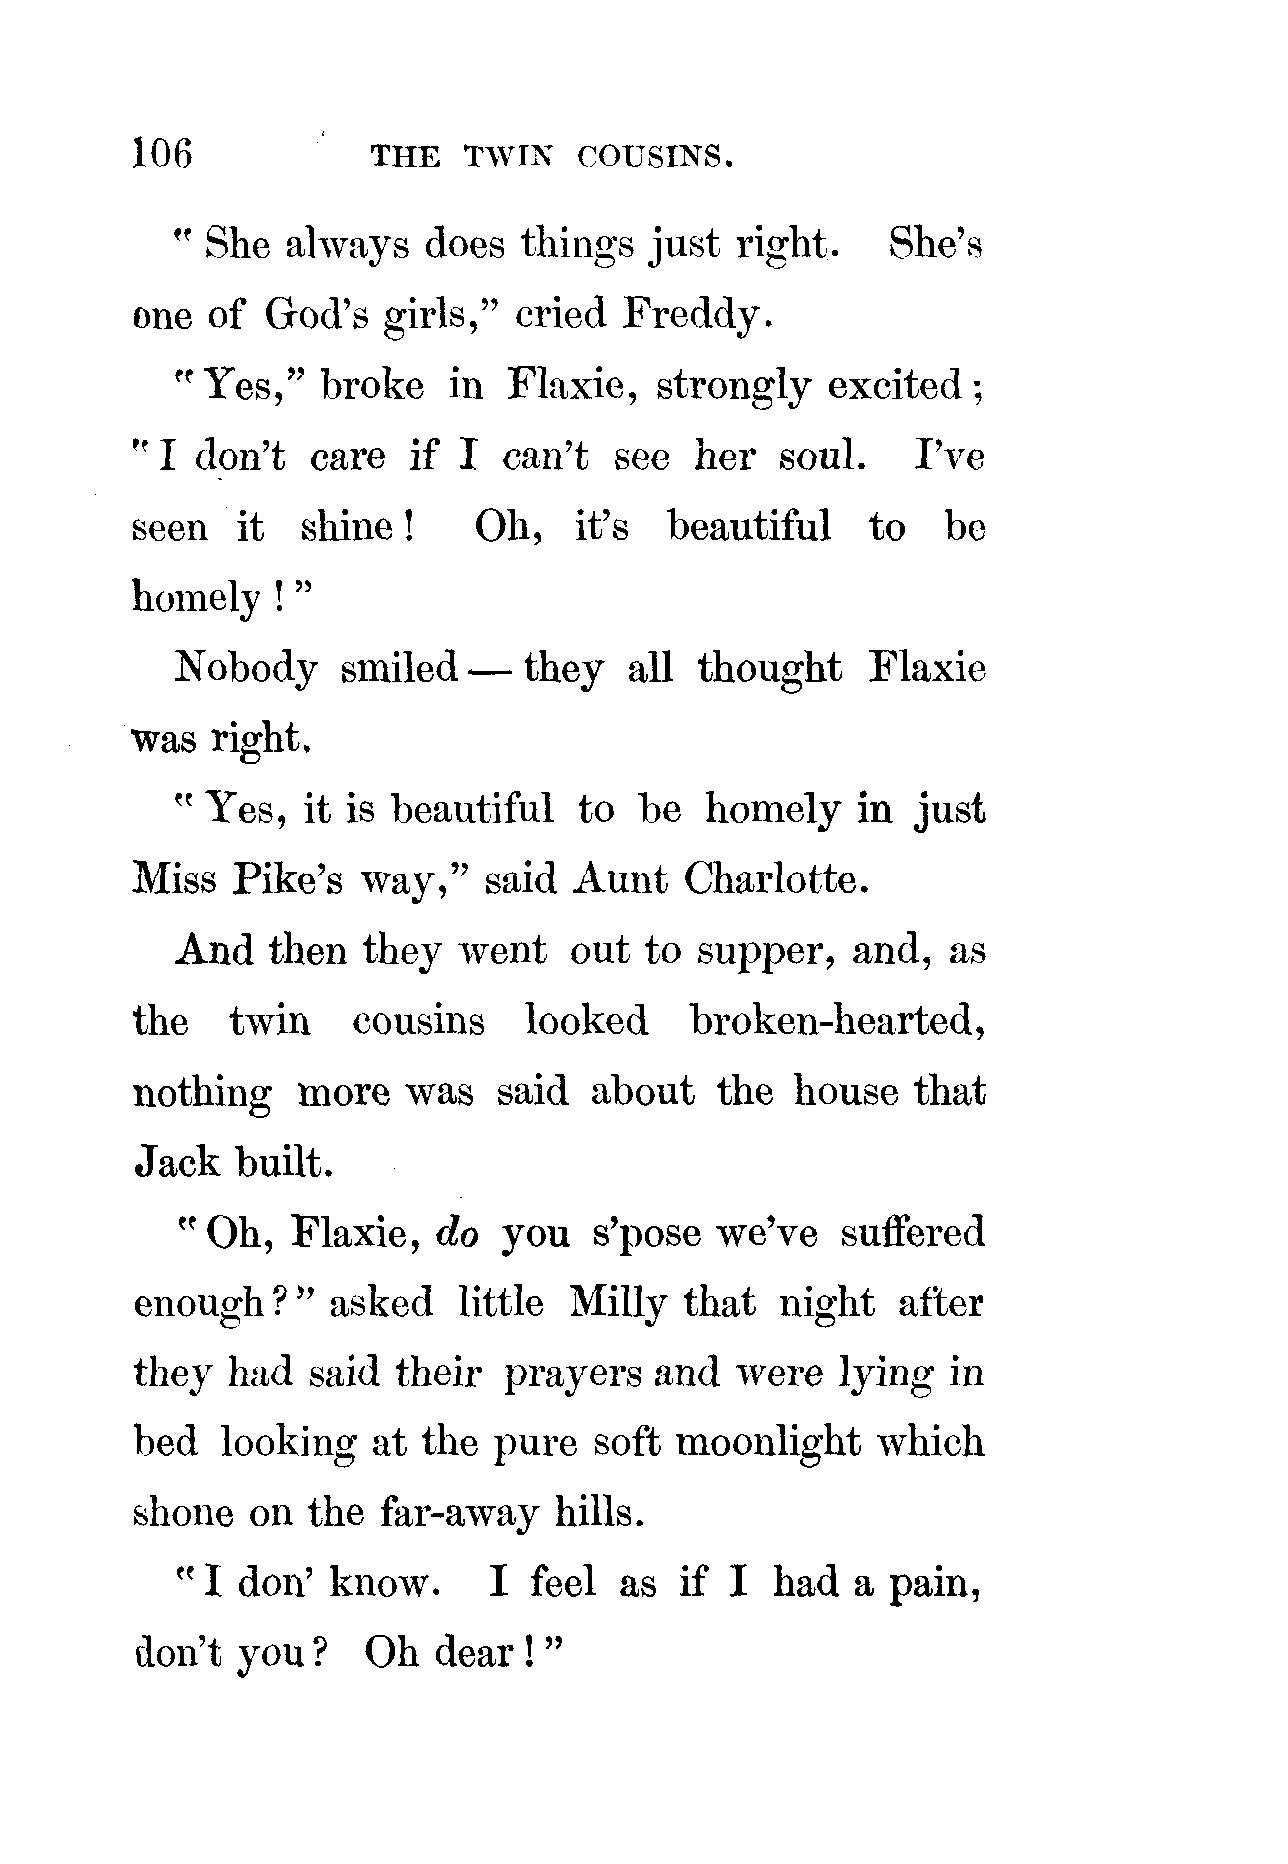 106 THE TWIN COUSINS.
" She always does things just right. She's
one of God's girls," cried Freddy.
" Yes," broke in Flaxie, strongly excited ;
" I don't care if I can't see her soul. I've
seen it shine ! Oh, it's beautiful to be
homely ! "
Nobody smiled — they all thought Flaxie
was right.
" Yes, it is beautiful to be homely in just
Miss Pike's way," said Aunt Charlotte.
And then they went out to supper, and, as
the twin cousins looked broken-hearted,
nothing more was said about the house that
Jack built.
" Oh, Flaxie, do you s'pose we've suffered
enough ? " asked little Milly that night after
they had said their prayers and were lying in
bed looking at the pure soft moonlight which
shone on the far-away hills.
" I don' know. I feel as if I had a pain,
don't you ? Oh dear ! "